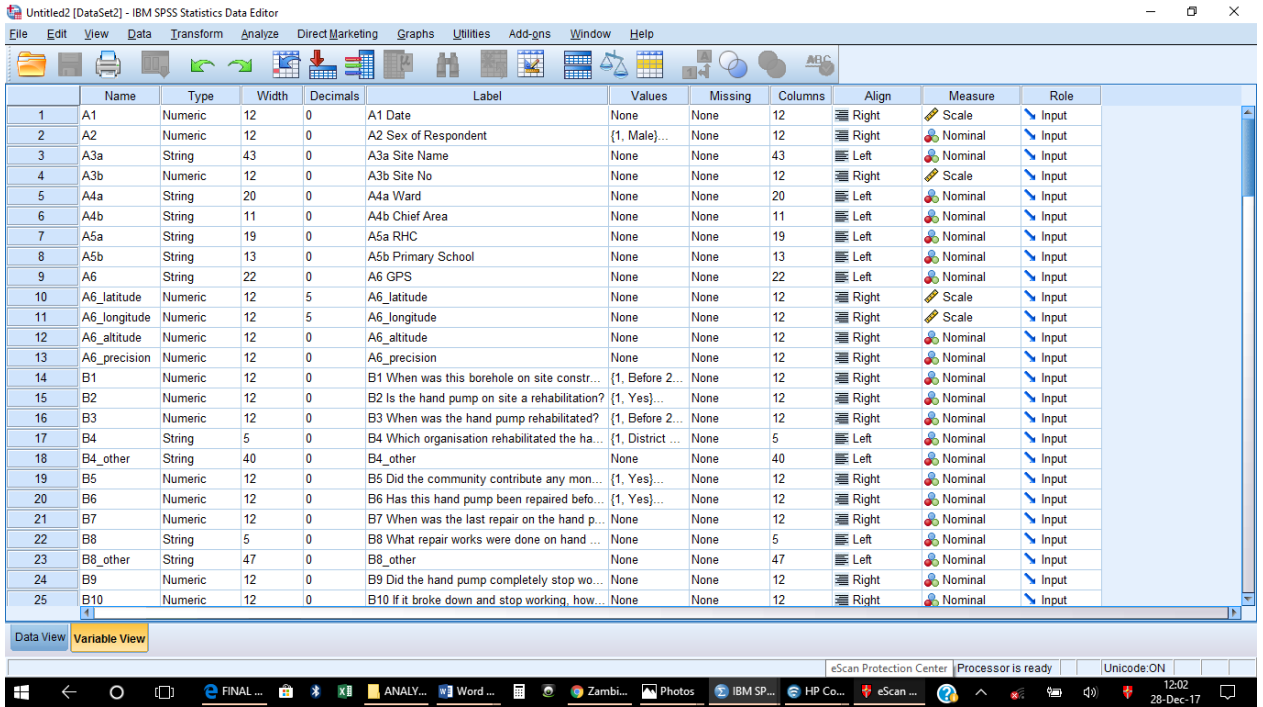 Untitled2 [DataSet2] - IBM SPSS Statistics Data Editor
File Edit View Data Transform Analyze Direct Marketing Graphs Utilities Add-ons Window Help
Name Type Width Decimals Label Values Missing Columns Align Measure Role
1 A1 Numeric 12 0 A1 Date None None 12 Right Scale Input
2 A2 Numeric 12 0 A2 Sex of Respondent {1, Male}... None 12 Right Nominal Input
3 A3a String 43 0 A3a Site Name None None 43 Left Nominal Input
4 A3b Numeric 12 0 A3b Site No None None 12 Right Scale Input
5 A4a String 20 0 A4a Ward None None 20 Left Nominal Input
6 A4b String 11 0 A4b Chief Area None None 11 Left Nominal Input
7 A5a String 19 0 A5a RHC None None 19 Left Nominal Input
8 A5b String 13 0 A5b Primary School None None 13 Left Nominal Input
9 A6 String 22 0 A6 GPS None None 22 Left Nominal Input
10 A6_latitude Numeric 12 5 A6_latitude None None 12 Right Scale Input
11 A6_longitude Numeric 12 5 A6_longitude None None 12 Right Scale Input
12 A6_altitude Numeric 12 0 A6_altitude None None 12 Right Nominal Input
13 A6_precision Numeric 12 0 A6_precision None None 12 Right Nominal Input
14 B1 Numeric 12 0 B1 When was this borehole on site constr... {1, Before 2... None 12 Right Nominal Input
15 B2 Numeric 12 0 B2 Is the hand pump on site a rehabilitation? {1, Yes}... None 12 Right Nominal Input
16 B3 Numeric 12 0 B3 When was the hand pump rehabilitated? {1, Before 2... None 12 Right Nominal Input
17 B4 String 5 0 B4 Which organisation rehabilitated the ha... {1, District ... None 5 Left Nominal Input
18 B4_other String 40 0 B4_other None None 40 Left Nominal Input
19 B5 Numeric 12 0 B5 Did the community contribute any mon... {1, Yes}... None 12 Right Nominal Input
20 B6 Numeric 12 0 B6 Has this hand pump been repaired befo... {1, Yes}... None 12 Right Nominal Input
21 B7 Numeric 12 0 B7 When was the last repair on the hand p... None None 12 Right Nominal Input
22 B8 String 5 0 B8 What repair works were done on hand ... None None 5 Left Nominal Input
23 B8_other String 47 0 B8_other None None 47 Left Nominal Input
24 B9 Numeric 12 0 B9 Did the hand pump completely stop wo... None None 12 Right Nominal Input
25 B10 Numeric 12 0 B10 If it broke down and stop working, how... None None 12 Right Nominal Input
Data View Variable View
eScan Protection Center Processor is ready Unicode:ON
FINAL ... ANALY... Word ... Zambi... Photos IBM SP... HP Co... eScan ... 12:02
28-Dec-17